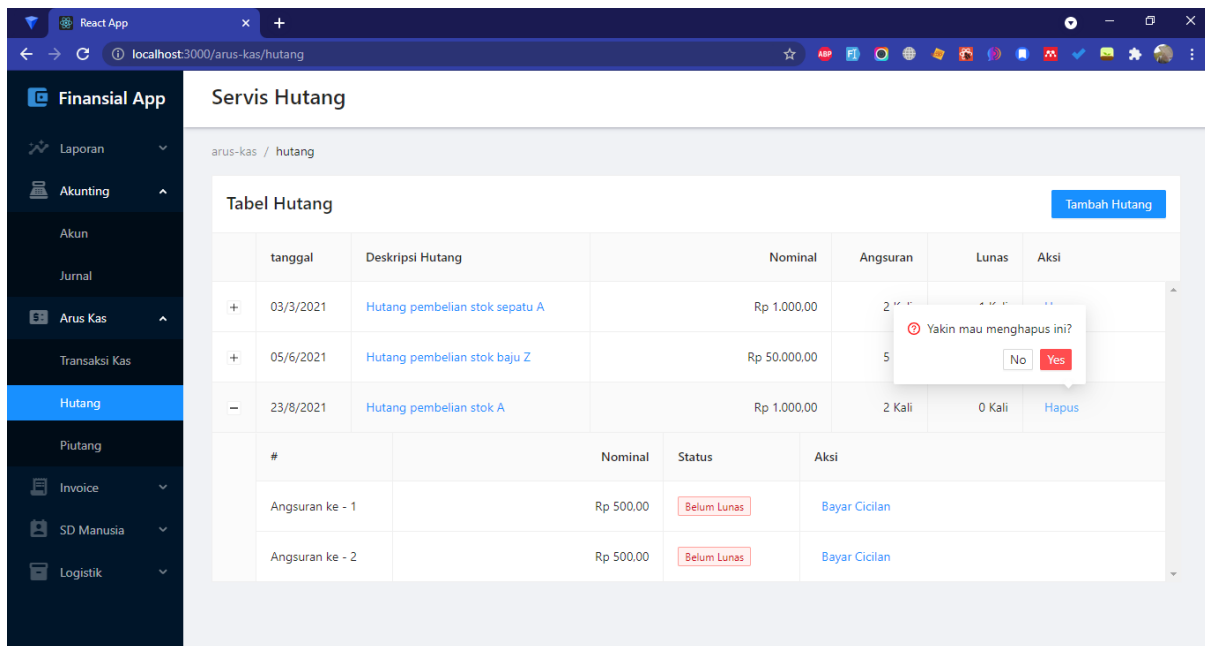 React App
localhost:3000/arus-kas/hutang
ABP
Finansial App
Servis Hutang
Laporan
Akunting
Akun
Jurnal
Arus Kas
Transaksi Kas
Hutang
Piutang
Invoice
SD Manusia
Logistik
arus-kas / hutang
Tabel Hutang
Tambah Hutang
tanggal Deskripsi Hutang Nominal Angsuran Lunas Aksi
03/3/2021 Hutang pembelian stok sepatu A Rp 1.000,00 2
05/6/2021 Hutang pembelian stok baju Z Rp 50.000,00 5
Yakin mau menghapus ini?
No Yes
23/8/2021 Hutang pembelian stok A Rp 1.000,00 2 Kali 0 Kali Hapus
# Nominal Status Aksi
Angsuran ke - 1 Rp 500,00 Belum Lunas Bayar Cicilan
Angsuran ke - 2 Rp 500,00 Belum Lunas Bayar Cicilan